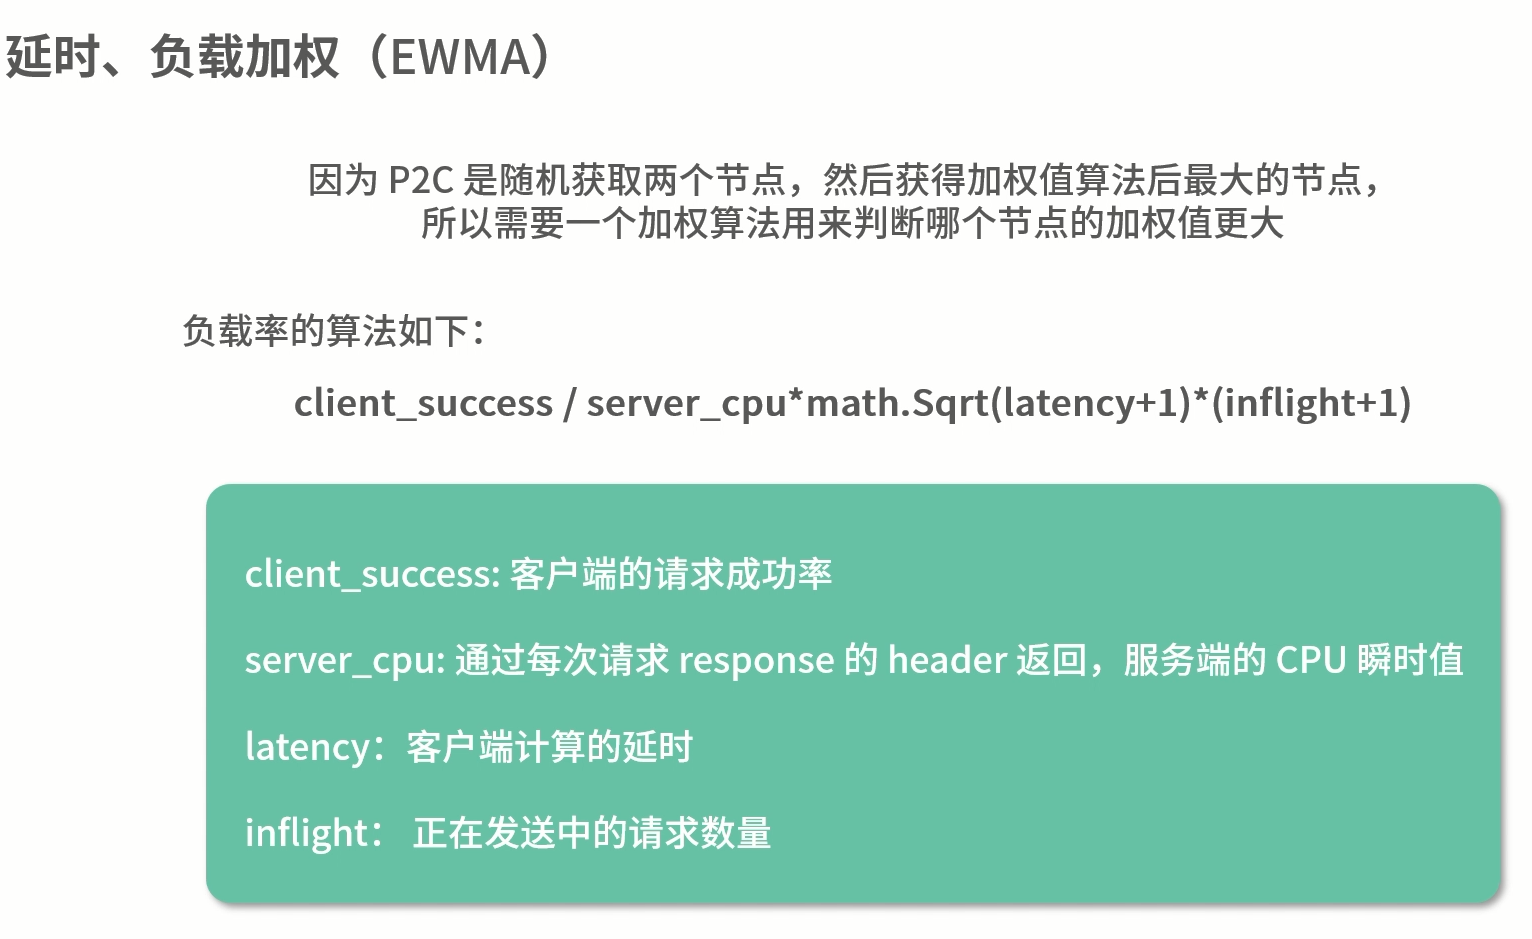 延时、负载加权（EWMA）
因为 P2C 是随机获取两个节点，然后获得加权值算法后最大的节点，
所以需要一个加权算法用来判断哪个节点的加权值更大
负载率的算法如下：
client_success / server_cpu*math.Sqrt(latency+1)*(inflight+1)
client_success: 客户端的请求成功率
server_cpu: 通过每次请求 response 的 header 返回，服务端的 CPU 瞬时值
latency：客户端计算的延时
inflight： 正在发送中的请求数量